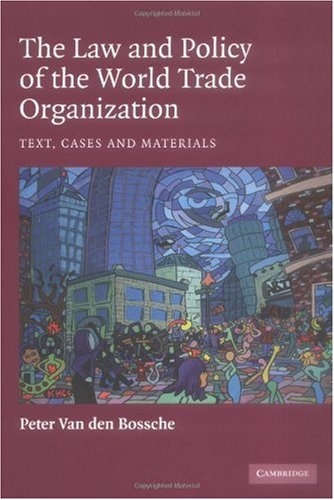 The Law and Policy
of the World Trade
Organization
TEXT, CASES AND MATERIALS
Peter Van den Bossche
CAMBRIDGE